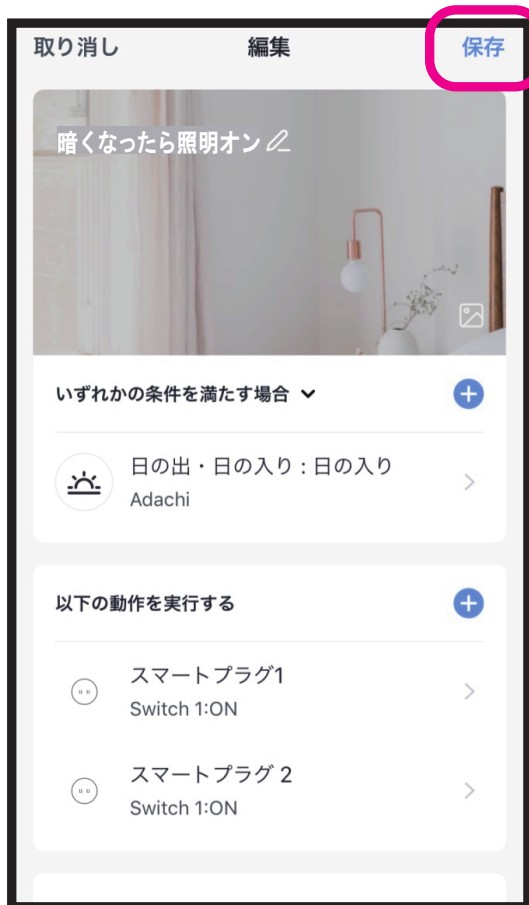 取り消し
編集
保存
暗くなったら照明オン
いずれかの条件を満たす場合
日の出・日の入り : 日の入り
Adachi
以下の動作を実行する
スマートプラグ1
Switch 1:ON
スマートプラグ 2
Switch 1:ON